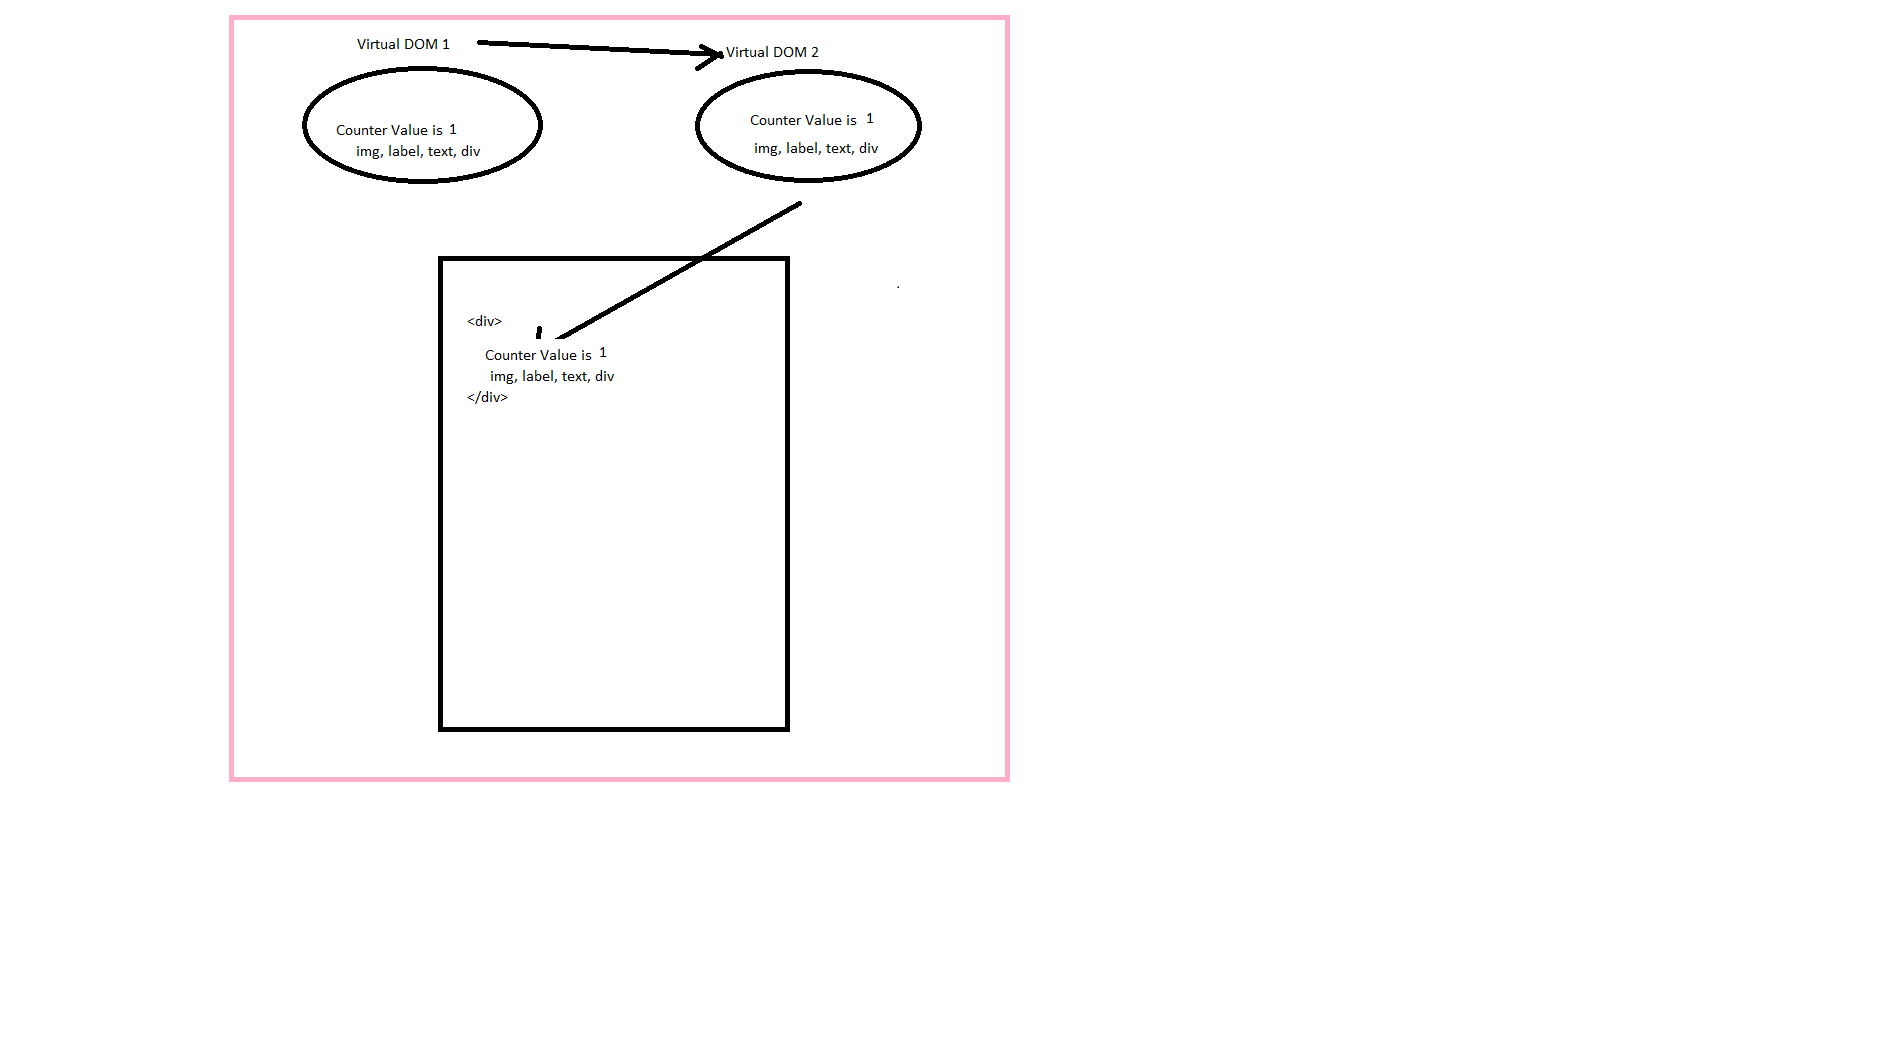 Virtual DOM 1
Virtual DOM 2
Counter Value is 1
img, label, text, div
Counter Value is 1
img, label, text, div
<div>
Counter Value is 1
img, label, text, div
</div>